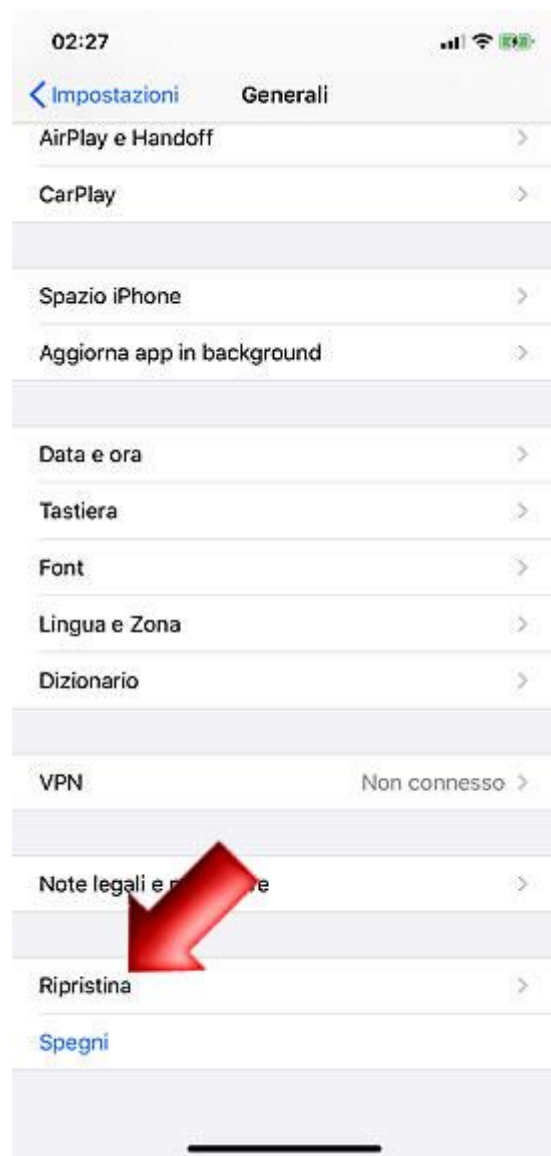 02:27
Impostazioni Generali
AirPlay e Handoff
CarPlay
Spazio iPhone
Aggiorna app in background
Data e ora
Tastiera
Font
Lingua e Zona
Dizionario
VPN Non connesso
Note legali e
Ripristina
Spegni